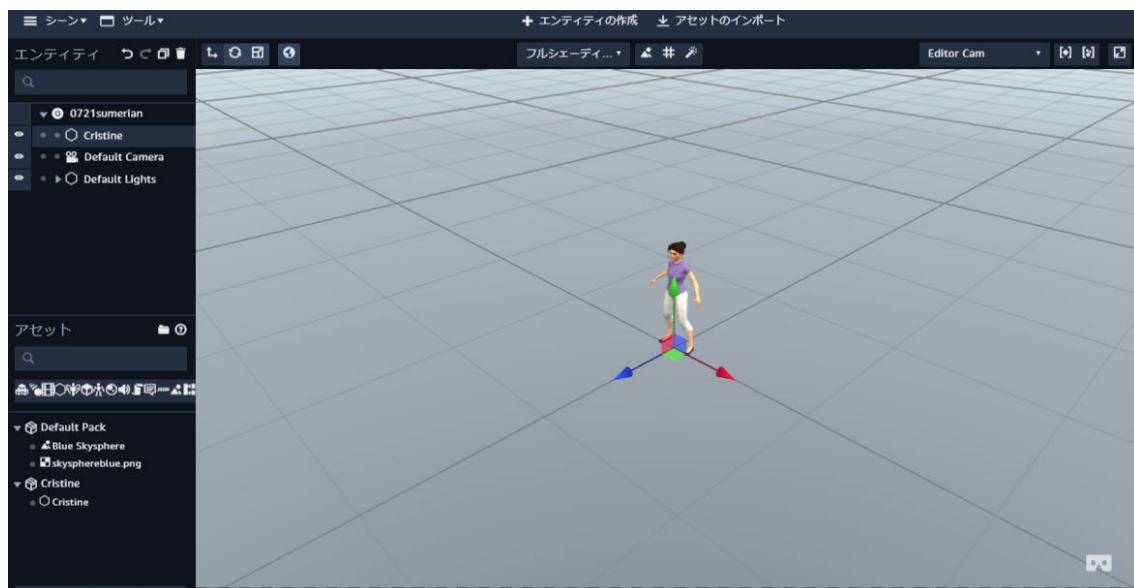 シーン▾ ツール▾
エンティティの作成 アセットのインポート
エンティティ
フルシェーディ...
Editor Cam
0721sumerian
Cristine
Default Camera
Default Lights
アセット
Default Pack
Blue Skysphere
skysphereblue.png
Cristine
Cristine